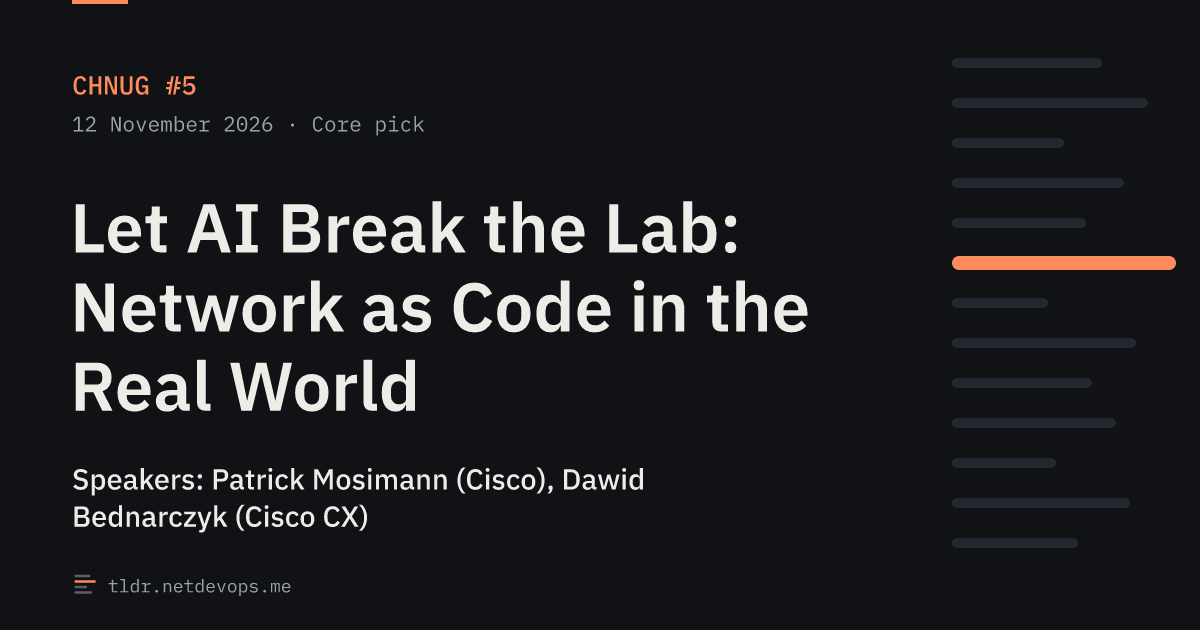 CHNUG #5
12 November 2026 · Core pick
Let AI Break the Lab:
Network as Code in the
Real World
Speakers: Patrick Mosimann (Cisco), Dawid
Bednarczyk (Cisco CX)
tldr.netdevops.me